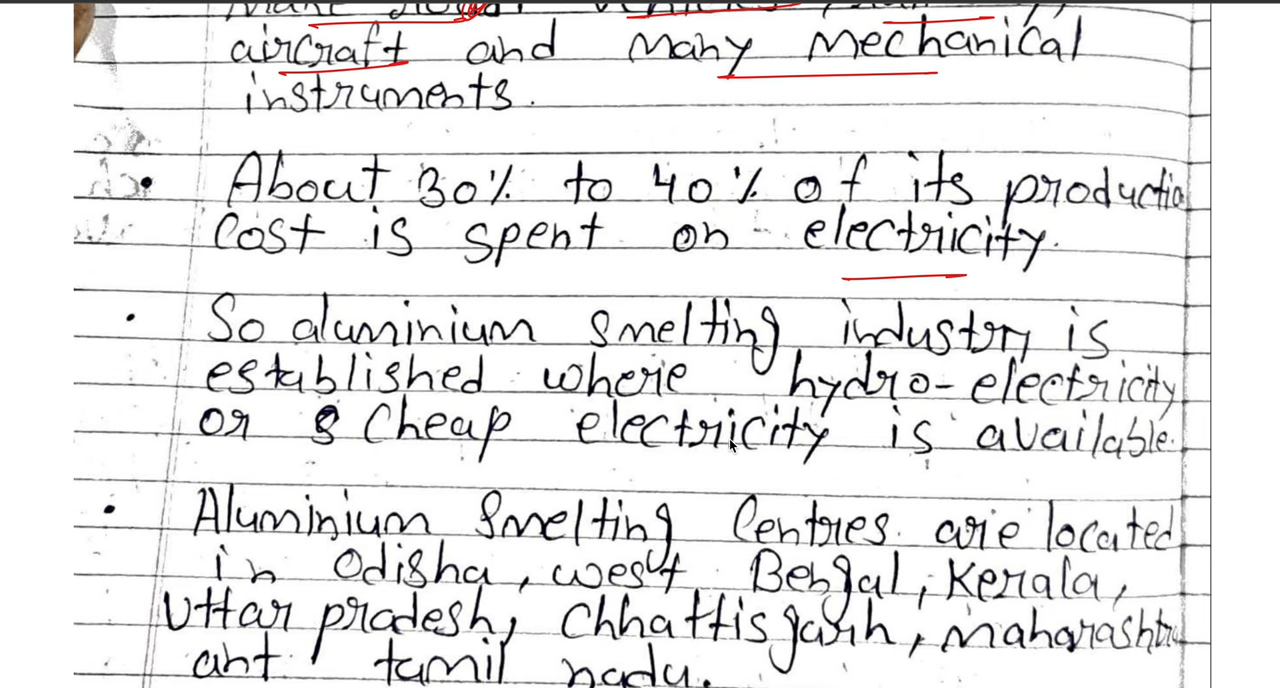 aircraft and many mechanical
instruments.
• About 30% to 40% of its productio
Cost is spent on electricity.
• So aluminium smelting industry is
established where hydro-electricity
or cheap electricity is available.
• Aluminium smelting Centres are located
in Odisha, west Bengal, Kerala,
Uttar pradesh, Chhattisgarh, maharashtra
ant tamil nadu.